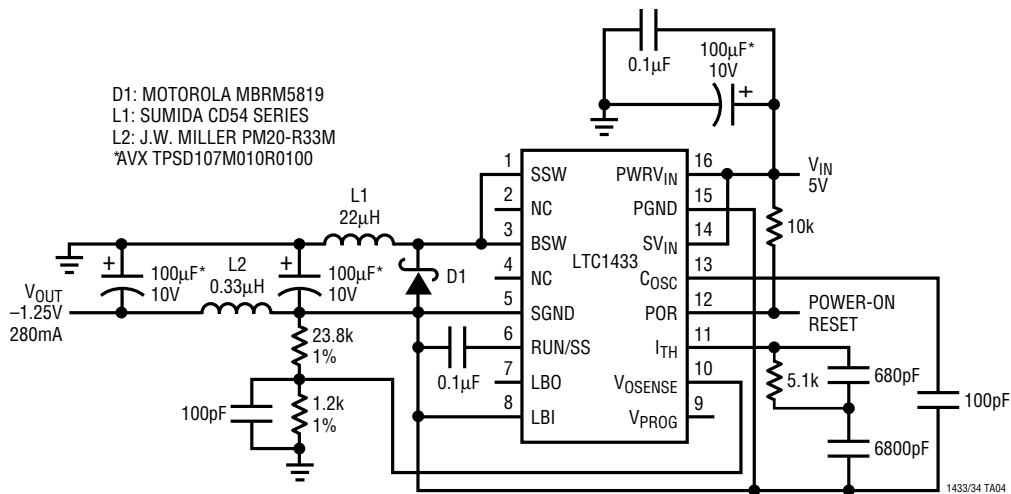 0.1µF
100µF*
10V
+
D1: MOTOROLA MBRM5819
L1: SUMIDA CD54 SERIES
L2: J.W. MILLER PM20-R33M
*AVX TPSD107M010R0100
1
SSW
PWRVIN
16
VIN
5V
2
NC
PGND
15
L1
22µH
3
BSW
SVIN
14
10k
LTC1433
4
NC
COSC
13
+
100µF*
10V
L2
0.33µH
+
100µF*
10V
D1
VOUT
–1.25V
280mA
5
SGND
POR
12
POWER-ON
RESET
23.8k
1%
6
RUN/SS
ITH
11
0.1µF
7
LBO
VOSENSE
10
5.1k
680pF
100pF
100pF
1.2k
1%
8
LBI
VPROG
9
6800pF
1433/34 TA04